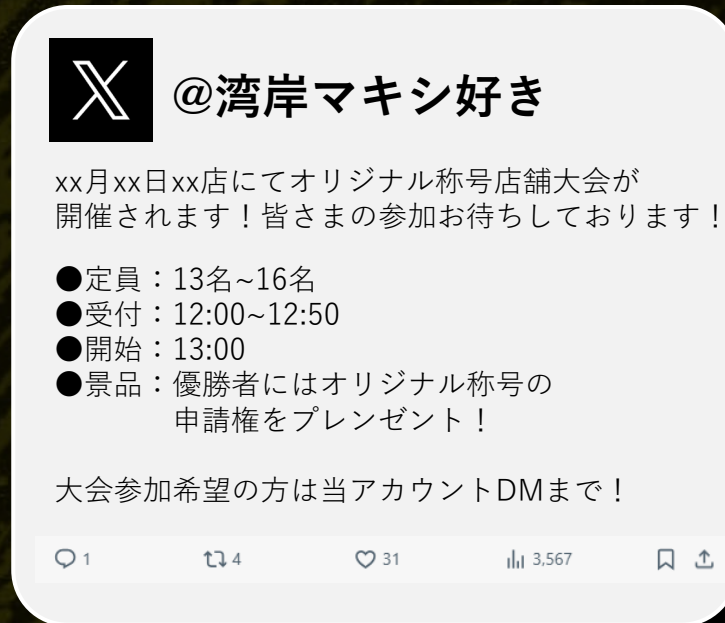 @湾岸マキシ好き
xx月xx日xx店にてオリジナル称号店舗大会が
開催されます！皆さまの参加お待ちしております！
●定員：13名~16名
●受付：12:00~12:50
●開始：13:00
●景品：優勝者にはオリジナル称号の
申請権をプレンゼント！
大会参加希望の方は当アカウントDMまで！
1 4 31 3,567